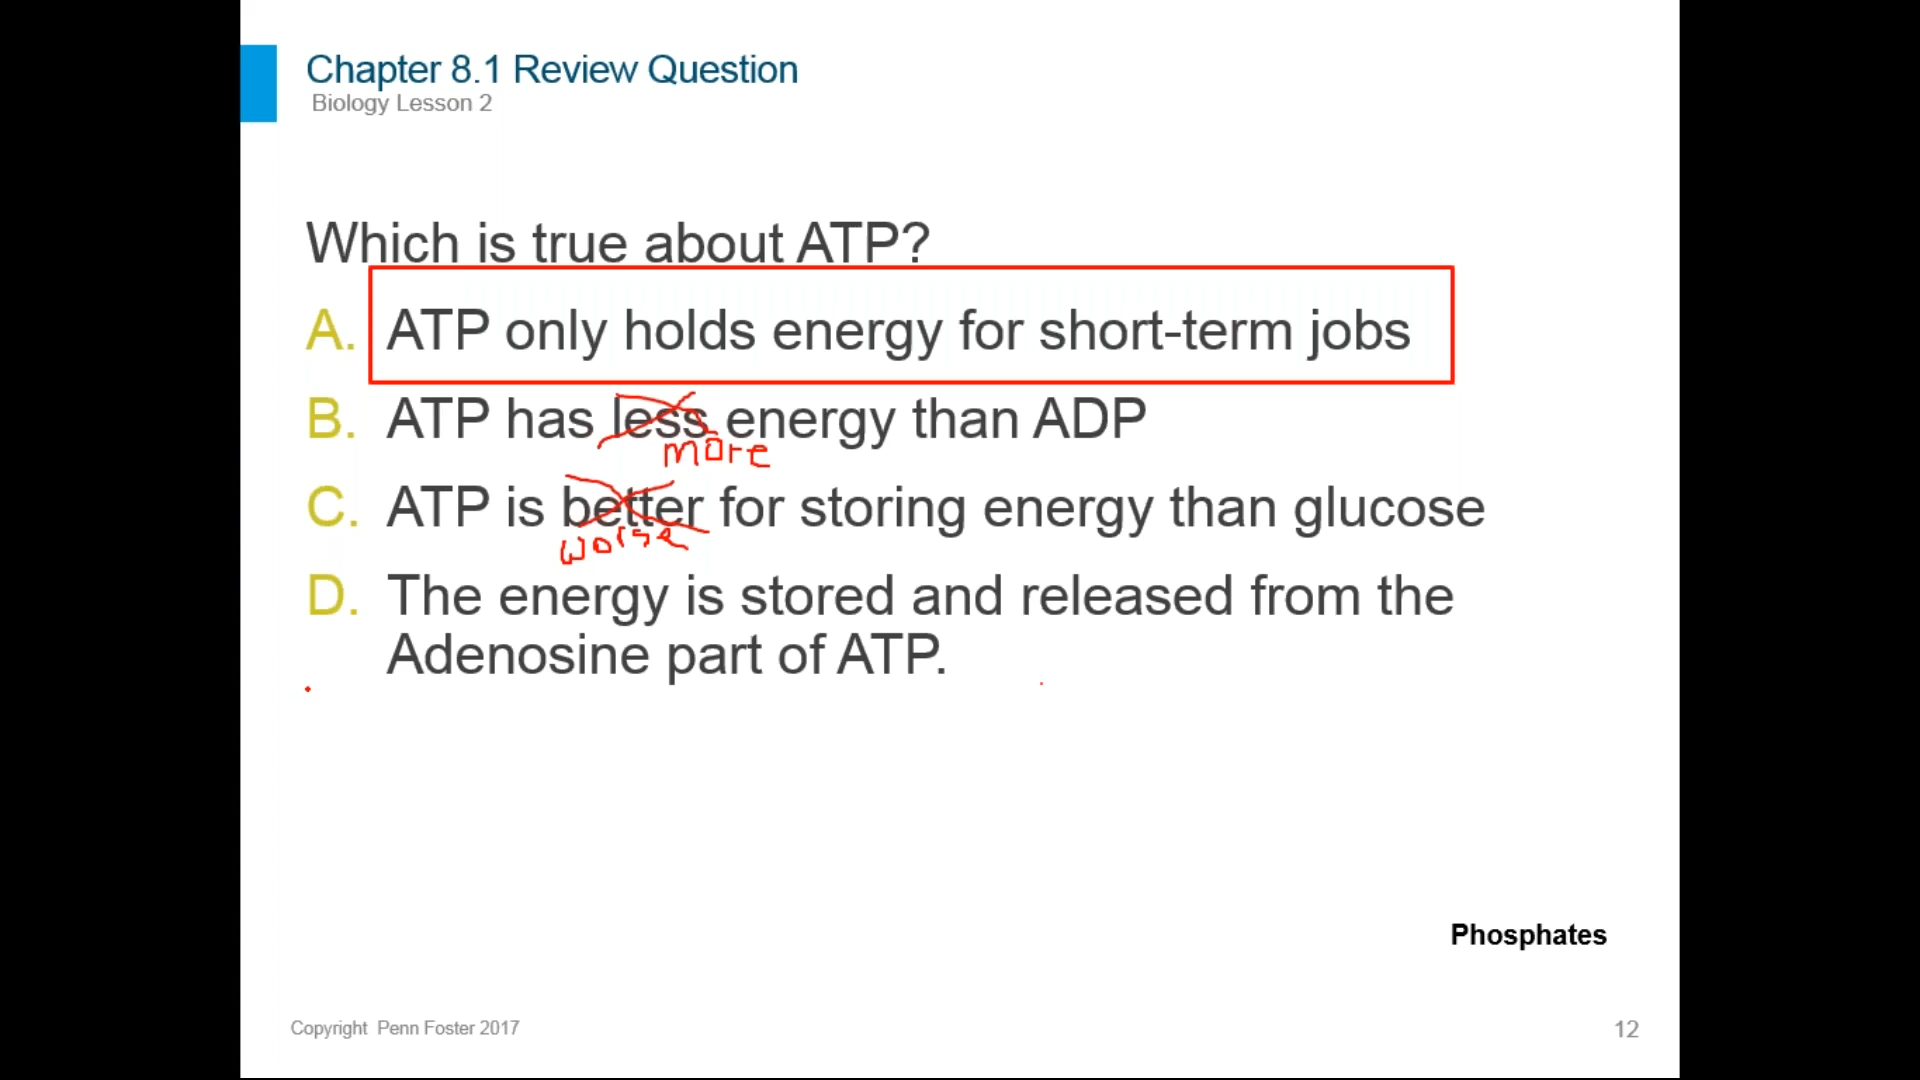 Chapter 8.1 Review Question
Biology Lesson 2
Which is true about ATP?
A. ATP only holds energy for short-term jobs
B. ATP has less energy than ADP
more
C. ATP is better for storing energy than glucose
worse
D. The energy is stored and released from the
Adenosine part of ATP.
Phosphates
Copyright Penn Foster 2017
12